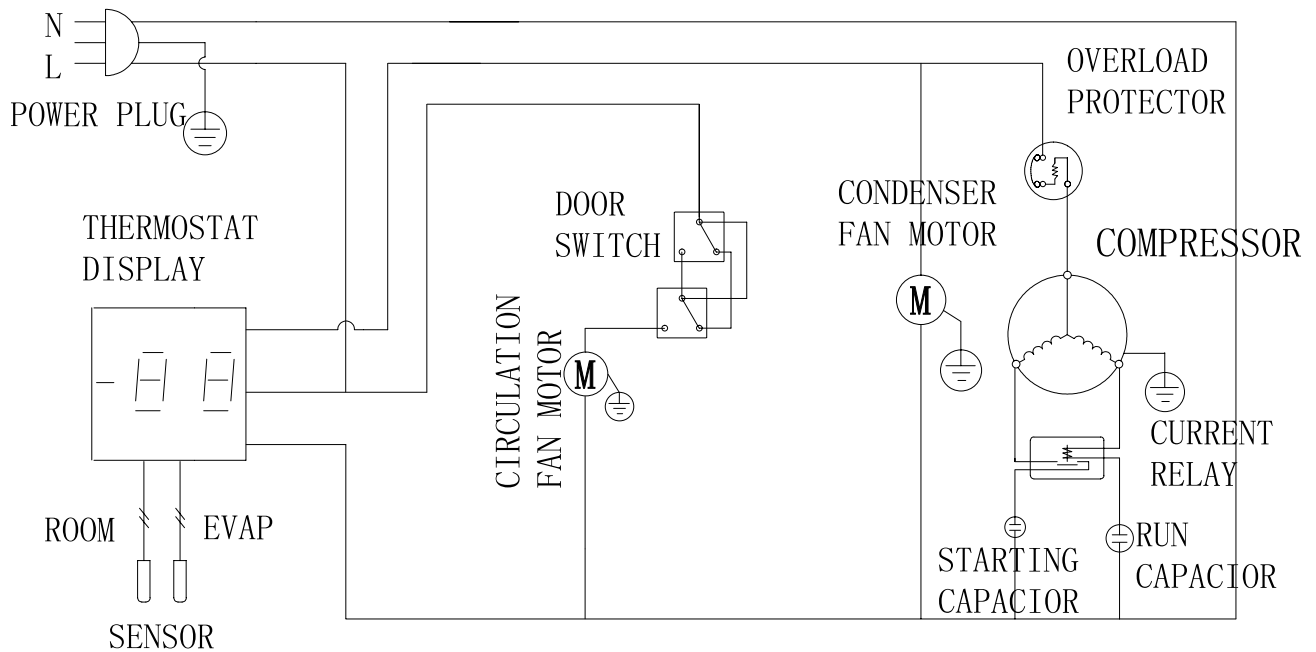 N
L
POWER PLUG
OVERLOAD
PROTECTOR
DOOR
SWITCH
CONDENSER
FAN MOTOR
COMPRESSOR
THERMOSTAT
DISPLAY
M
M
CIRCULATION
FAN MOTOR
-88
CURRENT
RELAY
ROOM
EVAP
SENSOR
STARTING
CAPACIOR
RUN
CAPACIOR